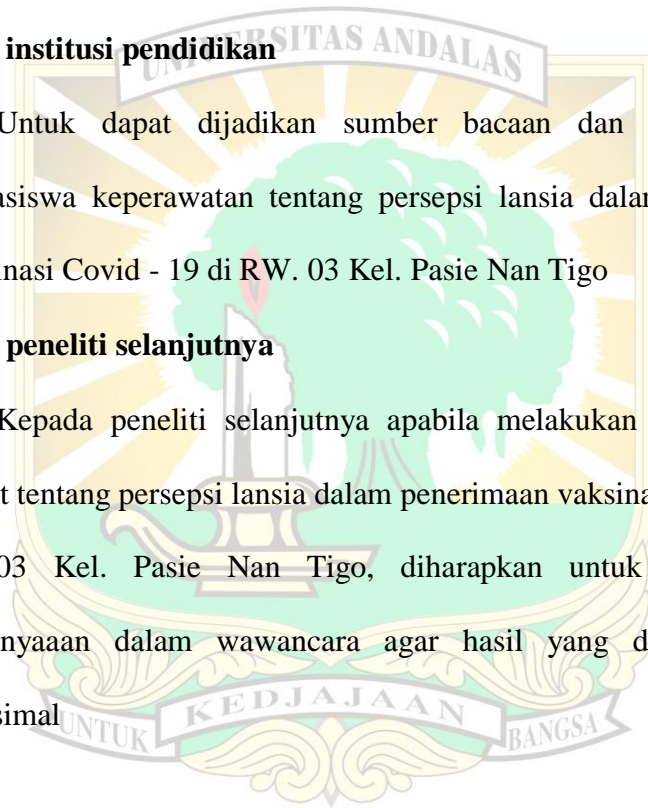 UNIVERSITAS ANDALAS
institusi pendidikan
Untuk dapat dijadikan sumber bacaan dan
asiswa keperawatan tentang persepsi lansia dalam
inasi Covid - 19 di RW. 03 Kel. Pasie Nan Tigo
peneliti selanjutnya
Kepada peneliti selanjutnya apabila melakukan
t tentang persepsi lansia dalam penerimaan vaksina
03 Kel. Pasie Nan Tigo, diharapkan untuk
nyaaan dalam wawancara agar hasil yang d
simal
UNTUK KEDJAJAAN BANGSA